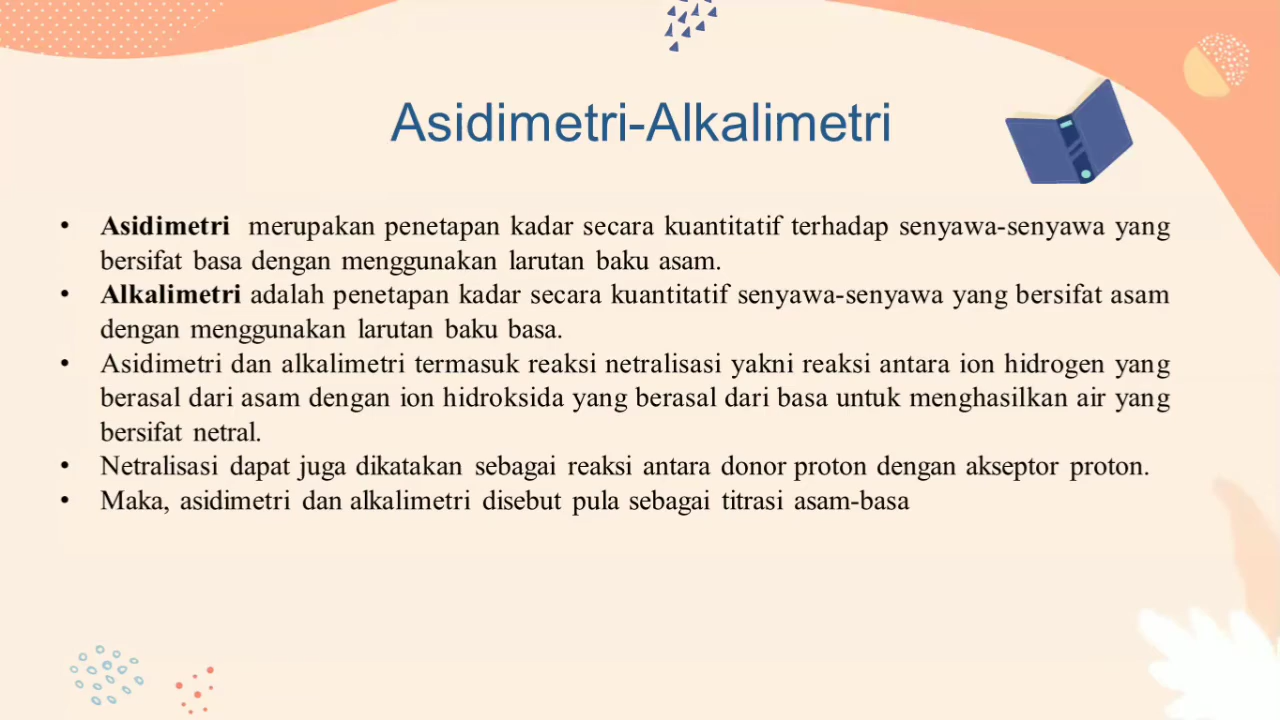 Asidimetri-Alkalimetri
• Asidimetri merupakan penetapan kadar secara kuantitatif terhadap senyawa-senyawa yang
bersifat basa dengan menggunakan larutan baku asam.
• Alkalimetri adalah penetapan kadar secara kuantitatif senyawa-senyawa yang bersifat asam
dengan menggunakan larutan baku basa.
• Asidimetri dan alkalimetri termasuk reaksi netralisasi yakni reaksi antara ion hidrogen yang
berasal dari asam dengan ion hidroksida yang berasal dari basa untuk menghasilkan air yang
bersifat netral.
• Netralisasi dapat juga dikatakan sebagai reaksi antara donor proton dengan akseptor proton.
• Maka, asidimetri dan alkalimetri disebut pula sebagai titrasi asam-basa